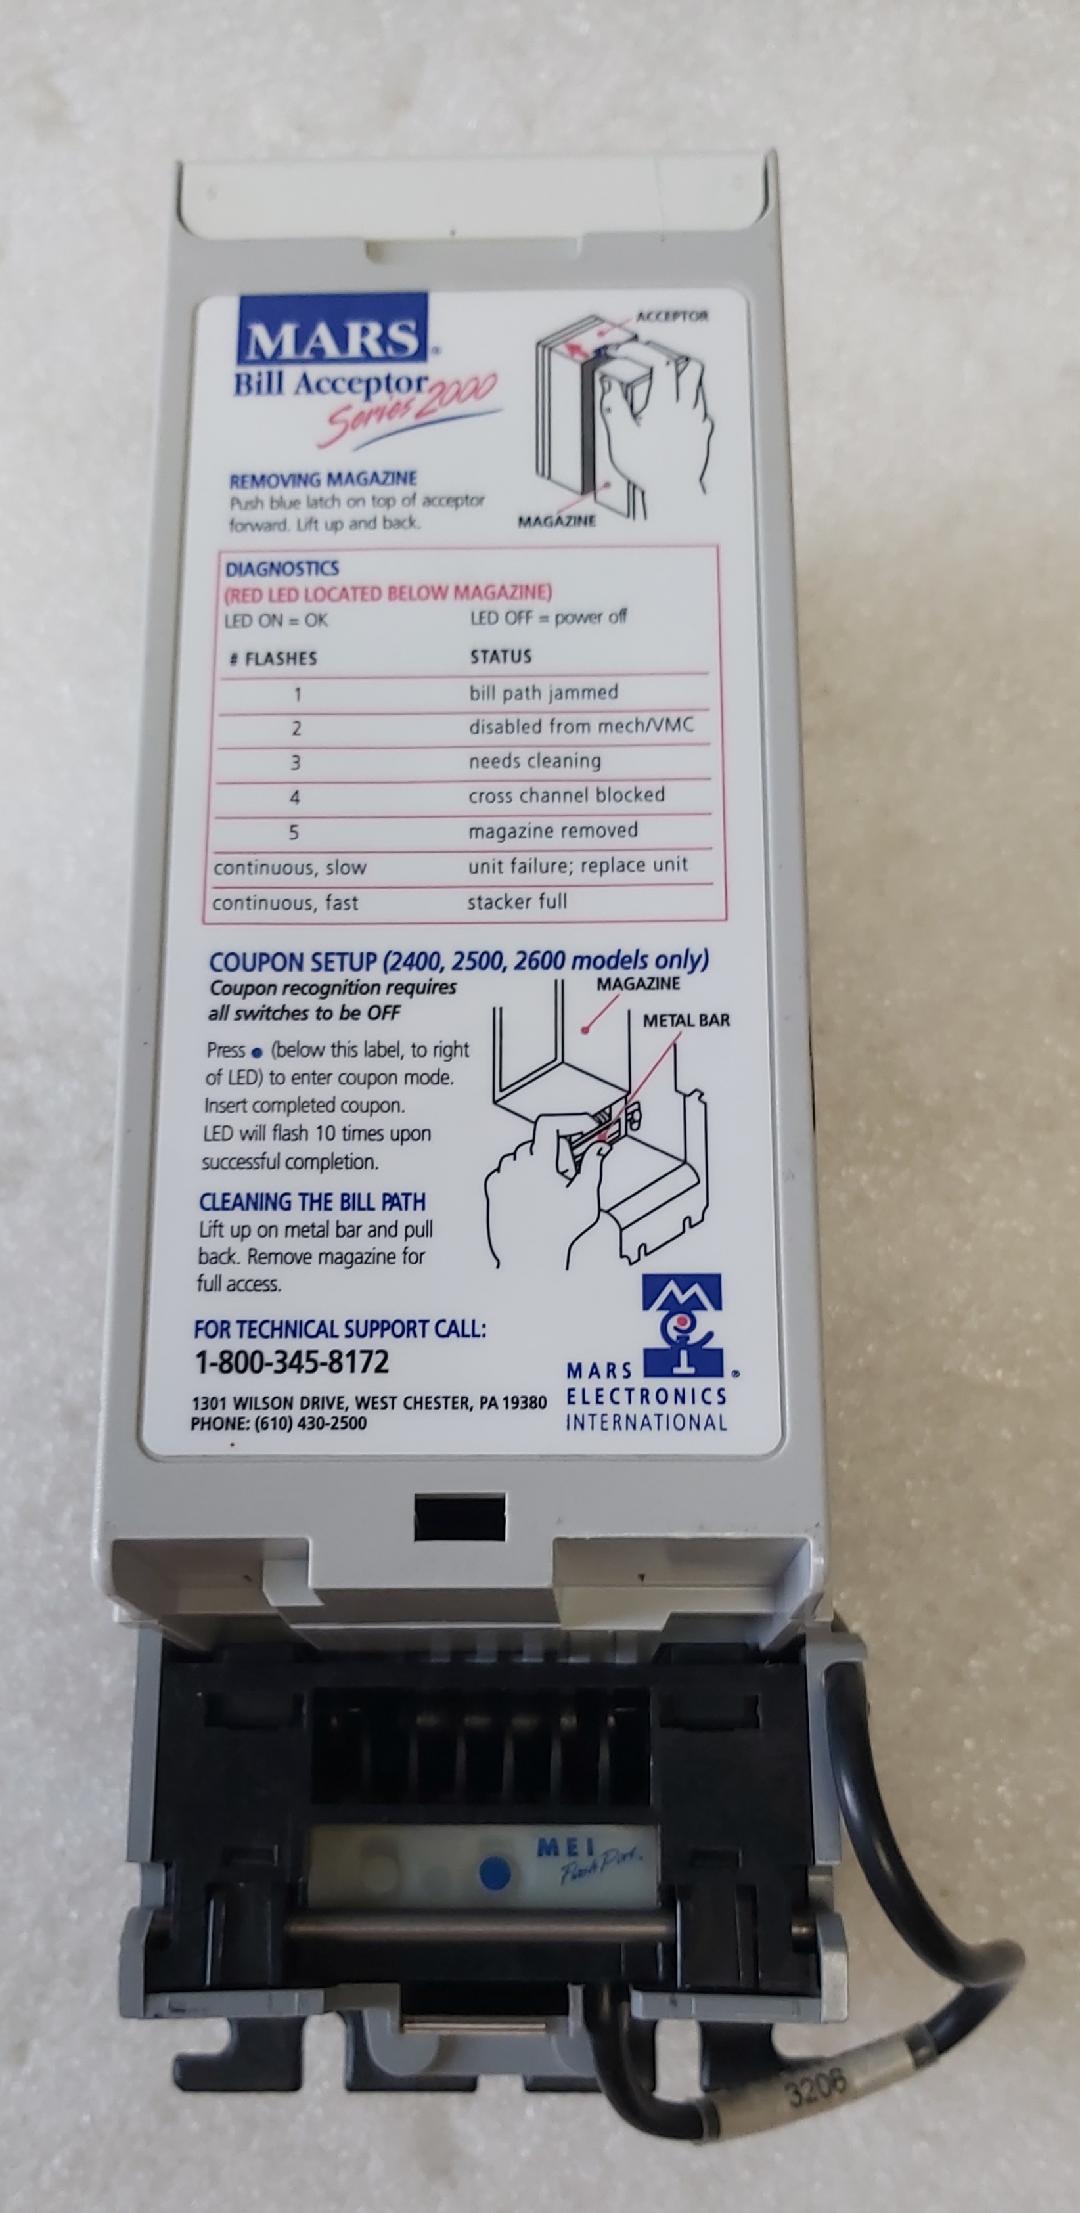 MARS®
Bill Acceptor
Series 2000
ACCEPTOR
MAGAZINE
REMOVING MAGAZINE
Push blue latch on top of acceptor
forward. Lift up and back.
DIAGNOSTICS
(RED LED LOCATED BELOW MAGAZINE)
LED ON = OK LED OFF = power off
# FLASHES STATUS
1 bill path jammed
2 disabled from mech/VMC
3 needs cleaning
4 cross channel blocked
5 magazine removed
continuous, slow unit failure; replace unit
continuous, fast stacker full
COUPON SETUP (2400, 2500, 2600 models only)
Coupon recognition requires
all switches to be OFF
MAGAZINE
METAL BAR
Press ● (below this label, to right
of LED) to enter coupon mode.
Insert completed coupon.
LED will flash 10 times upon
successful completion.
CLEANING THE BILL PATH
Lift up on metal bar and pull
back. Remove magazine for
full access.
FOR TECHNICAL SUPPORT CALL:
1-800-345-8172
1301 WILSON DRIVE, WEST CHESTER, PA 19380
PHONE: (610) 430-2500
MEI ®
MARS
ELECTRONICS
INTERNATIONAL
MEI
3206